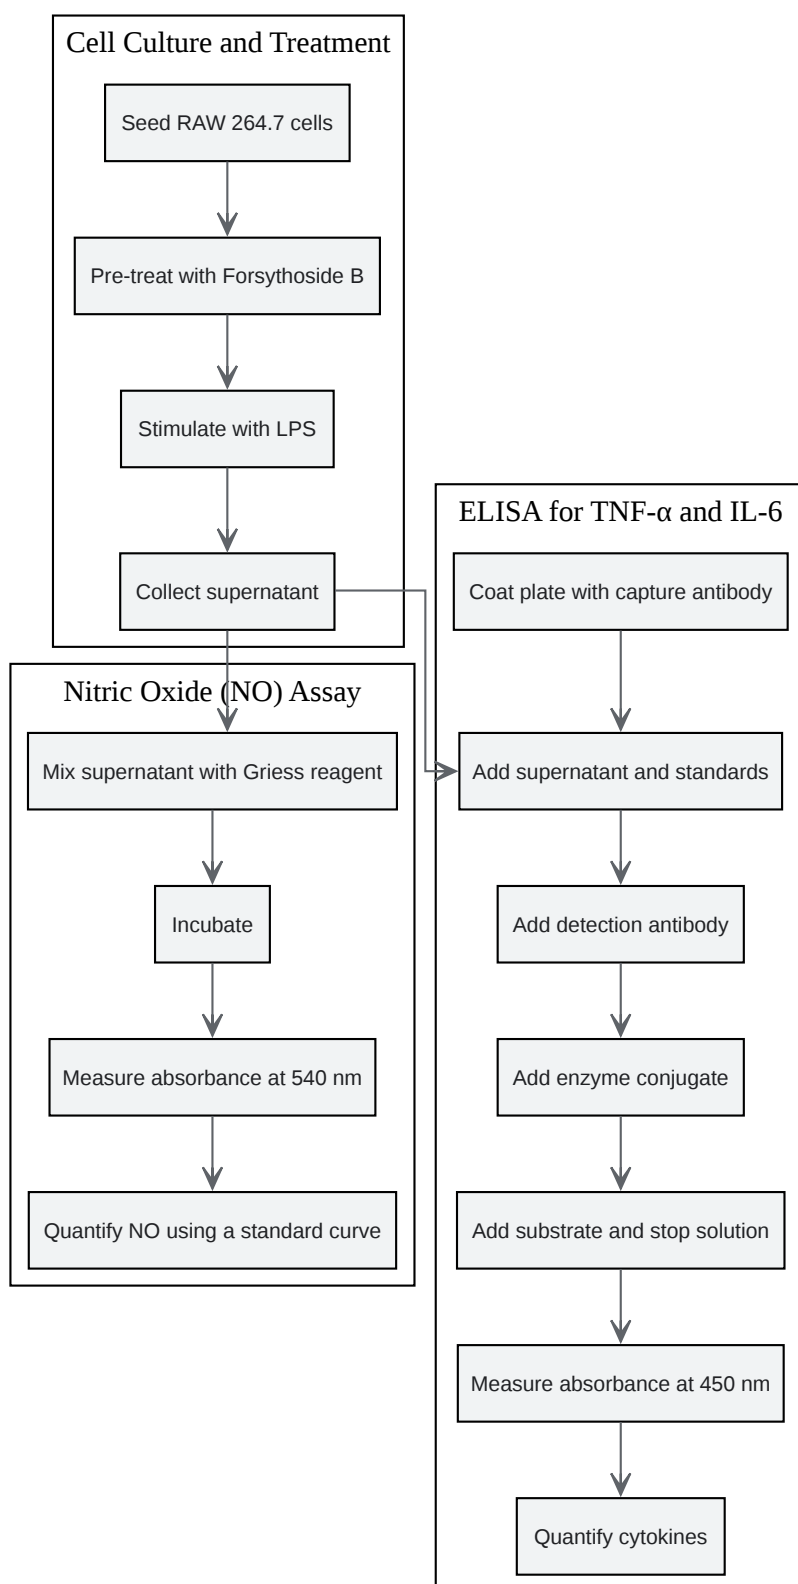 Cell Culture and Treatment
Seed RAW 264.7 cells
Pre-treat with Forsythoside B
Stimulate with LPS
Collect supernatant
Nitric Oxide (NO) Assay
Mix supernatant with Griess reagent
Incubate
Measure absorbance at 540 nm
Quantify NO using a standard curve
ELISA for TNF-α and IL-6
Coat plate with capture antibody
Add supernatant and standards
Add detection antibody
Add enzyme conjugate
Add substrate and stop solution
Measure absorbance at 450 nm
Quantify cytokines